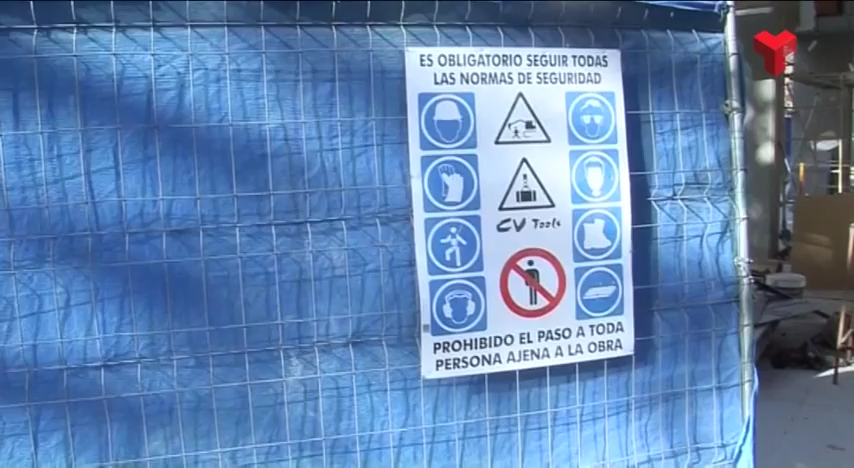 ES OBLIGATORIO SEGUIR TODAS
LAS NORMAS DE SEGURIDAD
CV Tools
PROHIBIDO EL PASO A TODA
PERSONA AJENA A LA OBRA